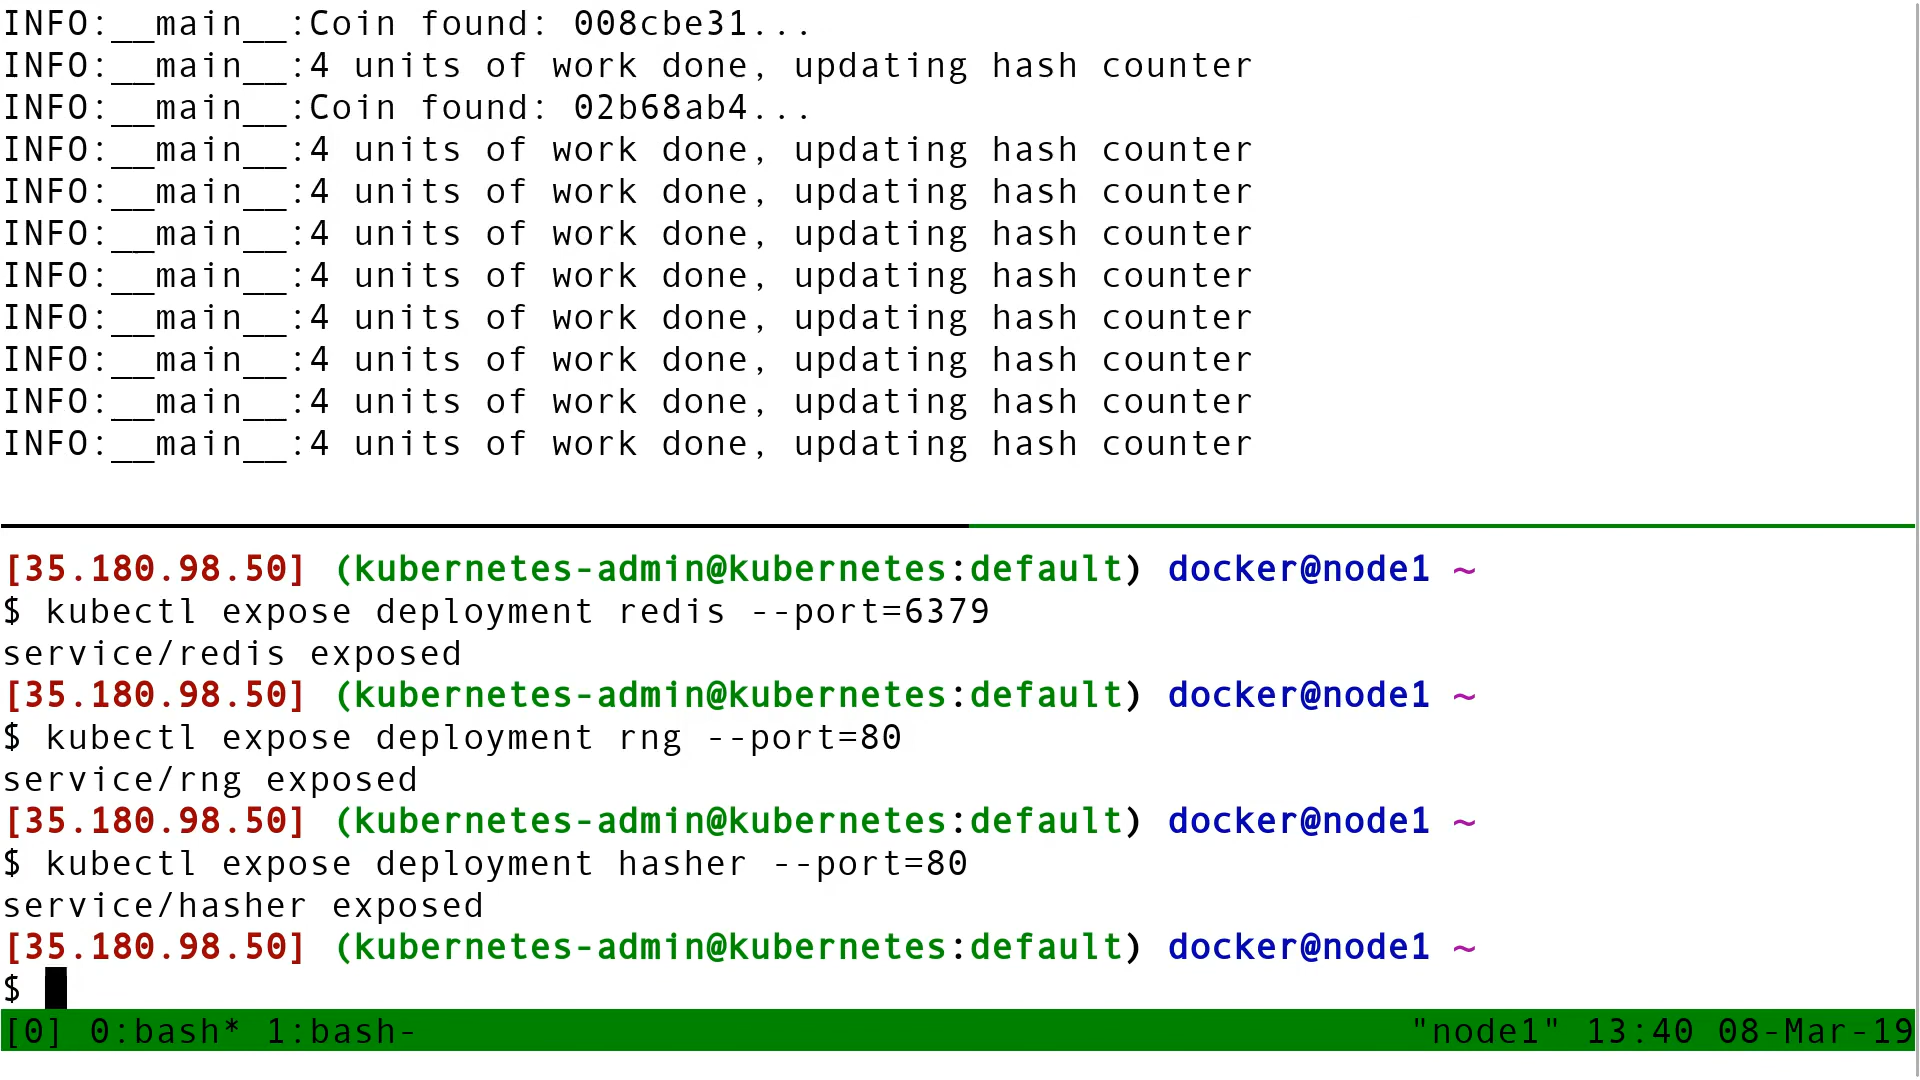 INFO:__main__:Coin found: 008cbe31...
INFO:__main__:4 units of work done, updating hash counter
INFO:__main__:Coin found: 02b68ab4...
INFO:__main__:4 units of work done, updating hash counter
INFO:__main__:4 units of work done, updating hash counter
INFO:__main__:4 units of work done, updating hash counter
INFO:__main__:4 units of work done, updating hash counter
INFO:__main__:4 units of work done, updating hash counter
INFO:__main__:4 units of work done, updating hash counter
INFO:__main__:4 units of work done, updating hash counter
INFO:__main__:4 units of work done, updating hash counter
[35.180.98.50] (kubernetes-admin@kubernetes:default) docker@node1 ~
$ kubectl expose deployment redis --port=6379
service/redis exposed
[35.180.98.50] (kubernetes-admin@kubernetes:default) docker@node1 ~
$ kubectl expose deployment rng --port=80
service/rng exposed
[35.180.98.50] (kubernetes-admin@kubernetes:default) docker@node1 ~
$ kubectl expose deployment hasher --port=80
service/hasher exposed
[35.180.98.50] (kubernetes-admin@kubernetes:default) docker@node1 ~
$
[0] 0:bash* 1:bash- "node1" 13:40 08-Mar-19